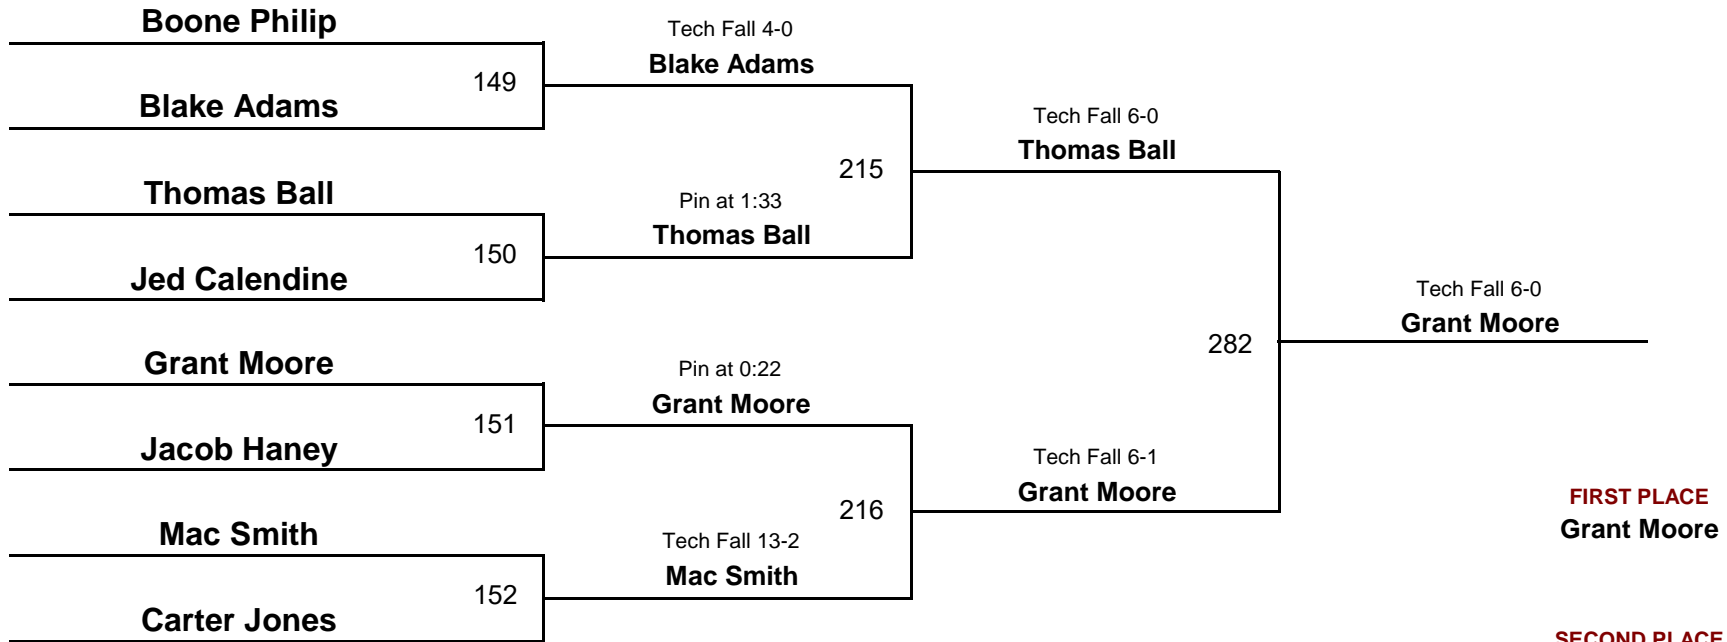 Boone Philip
149
Blake Adams
Thomas Ball
150
Jed Calendine
Grant Moore
151
Jacob Haney
Mac Smith
152
Carter Jones
Tech Fall 4-0
Blake Adams
215
Pin at 1:33
Thomas Ball
Pin at 0:22
Grant Moore
216
Tech Fall 13-2
Mac Smith
Tech Fall 6-0
Thomas Ball
282
Tech Fall 6-1
Grant Moore
Tech Fall 6-0
Grant Moore
FIRST PLACE
Grant Moore
SECOND PLACE